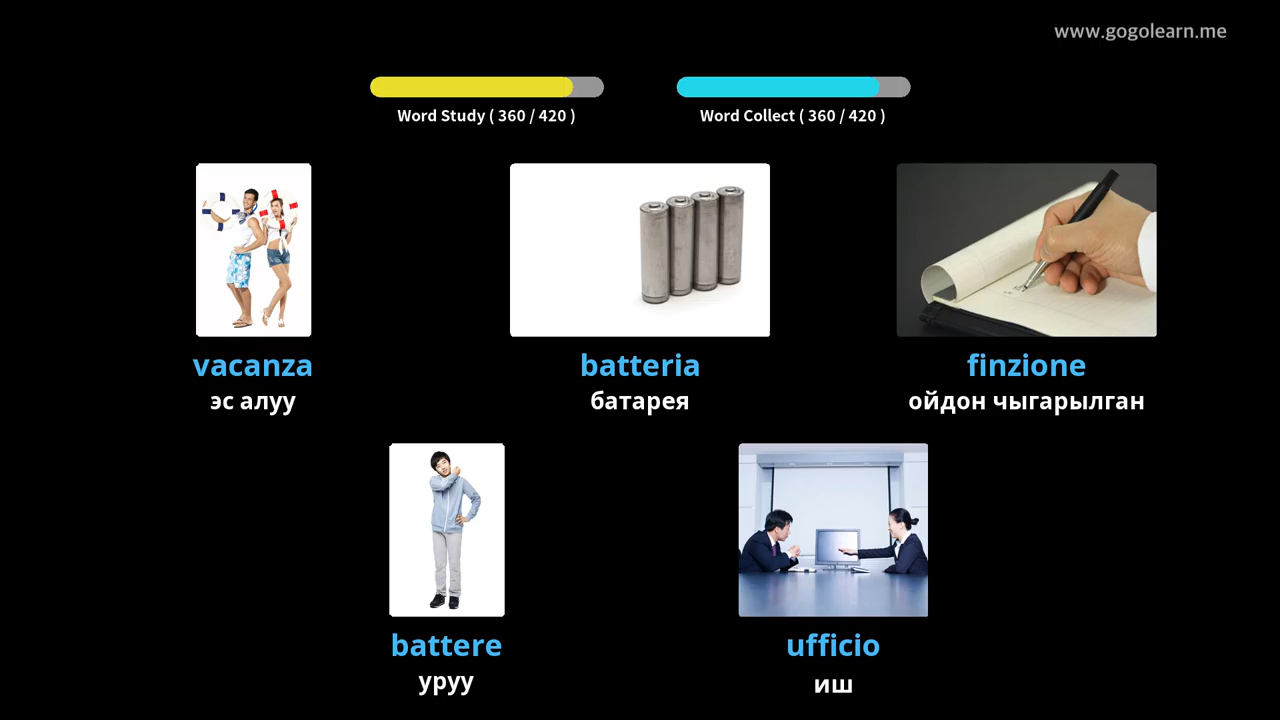 www.gogolearn.me
Word Study ( 360 / 420 )
Word Collect ( 360 / 420 )
vacanza
эс алуу
batteria
батарея
finzione
ойдон чыгарылган
battere
уруу
ufficio
иш